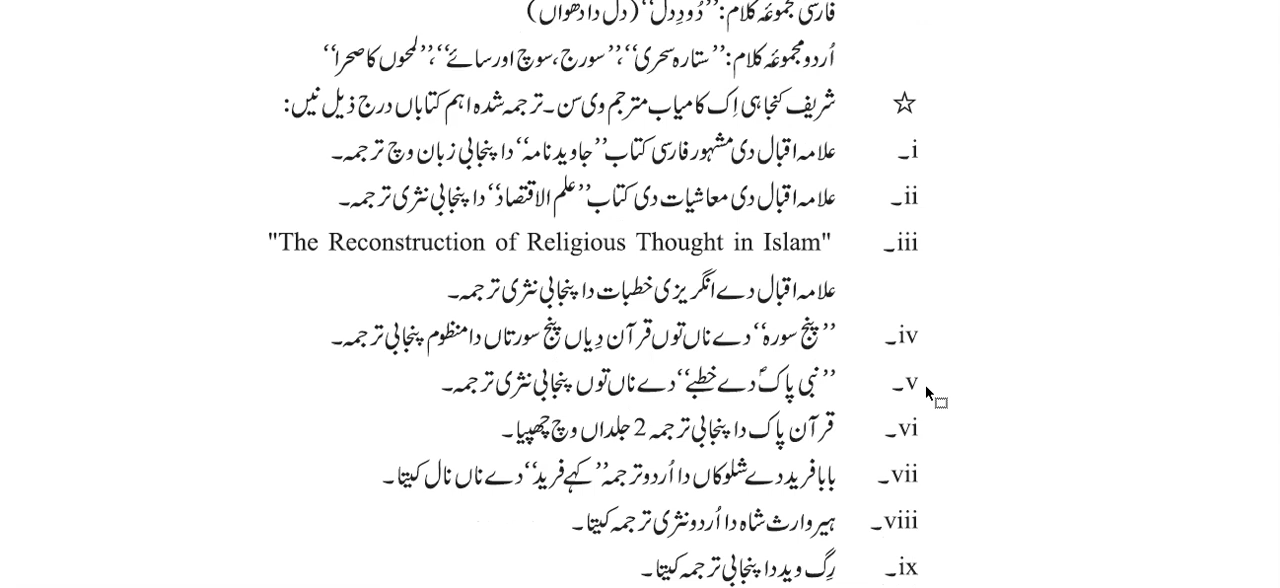 فارسی مجموعۂ کلام: ’’دُودِ دل‘‘ (دل دا دھواں)
اُردو مجموعۂ کلام: ’’ستارہ سحری‘‘، ’’سورج، سوچ اور سائے‘‘، ’’لمحوں کا صحرا‘‘
☆ شریف کنجاہی اِک کامیاب مترجم وی سن۔ ترجمہ شدہ اہم کتاباں درج ذیل نیں:
i۔ علامہ اقبال دی مشہور فارسی کتاب ’’جاوید نامہ‘‘ دا پنجابی زبان وچ ترجمہ۔
ii۔ علامہ اقبال دی معاشیات دی کتاب ’’علم الاقتصاد‘‘ دا پنجابی نثری ترجمہ۔
iii۔ "The Reconstruction of Religious Thought in Islam"
علامہ اقبال دے انگریزی خطبات دا پنجابی نثری ترجمہ۔
iv۔ ’’پنج سورہ‘‘ دے ناں توں قرآن دِیاں پنج سورتاں دا منظوم پنجابی ترجمہ۔
v۔ ’’نبی پاکؐ دے خطبے‘‘ دے ناں توں پنجابی نثری ترجمہ۔
vi۔ قرآن پاک دا پنجابی ترجمہ 2 جلداں وچ چھپیا۔
vii۔ بابا فرید دے شلوکاں دا اُردو ترجمہ ’’کہے فرید‘‘ دے ناں نال کیتا۔
viii۔ ہیر وارث شاہ دا اُردو نثری ترجمہ کیتا۔
ix۔ رِگ وید دا پنجابی ترجمہ کیتا۔